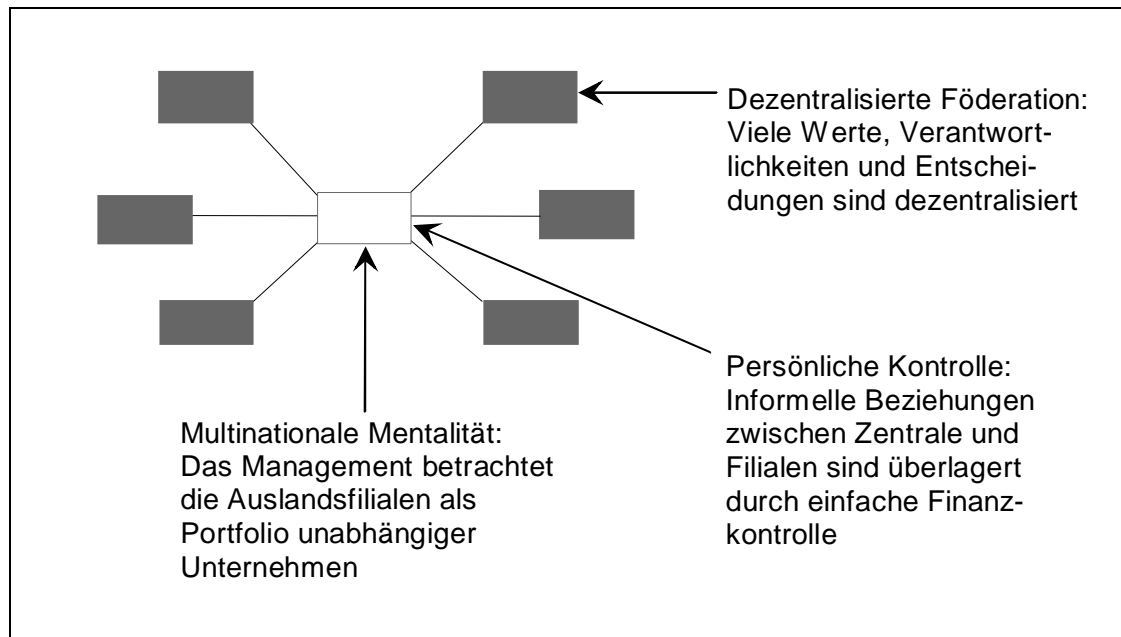 Dezentralisierte Föderation:
Viele Werte, Verantwort-
lichkeiten und Entschei-
dungen sind dezentralisiert
Persönliche Kontrolle:
Informelle Beziehungen
zwischen Zentrale und
Filialen sind überlagert
durch einfache Finanz-
kontrolle
Multinationale Mentalität:
Das Management betrachtet
die Auslandsfilialen als
Portfolio unabhängiger
Unternehmen